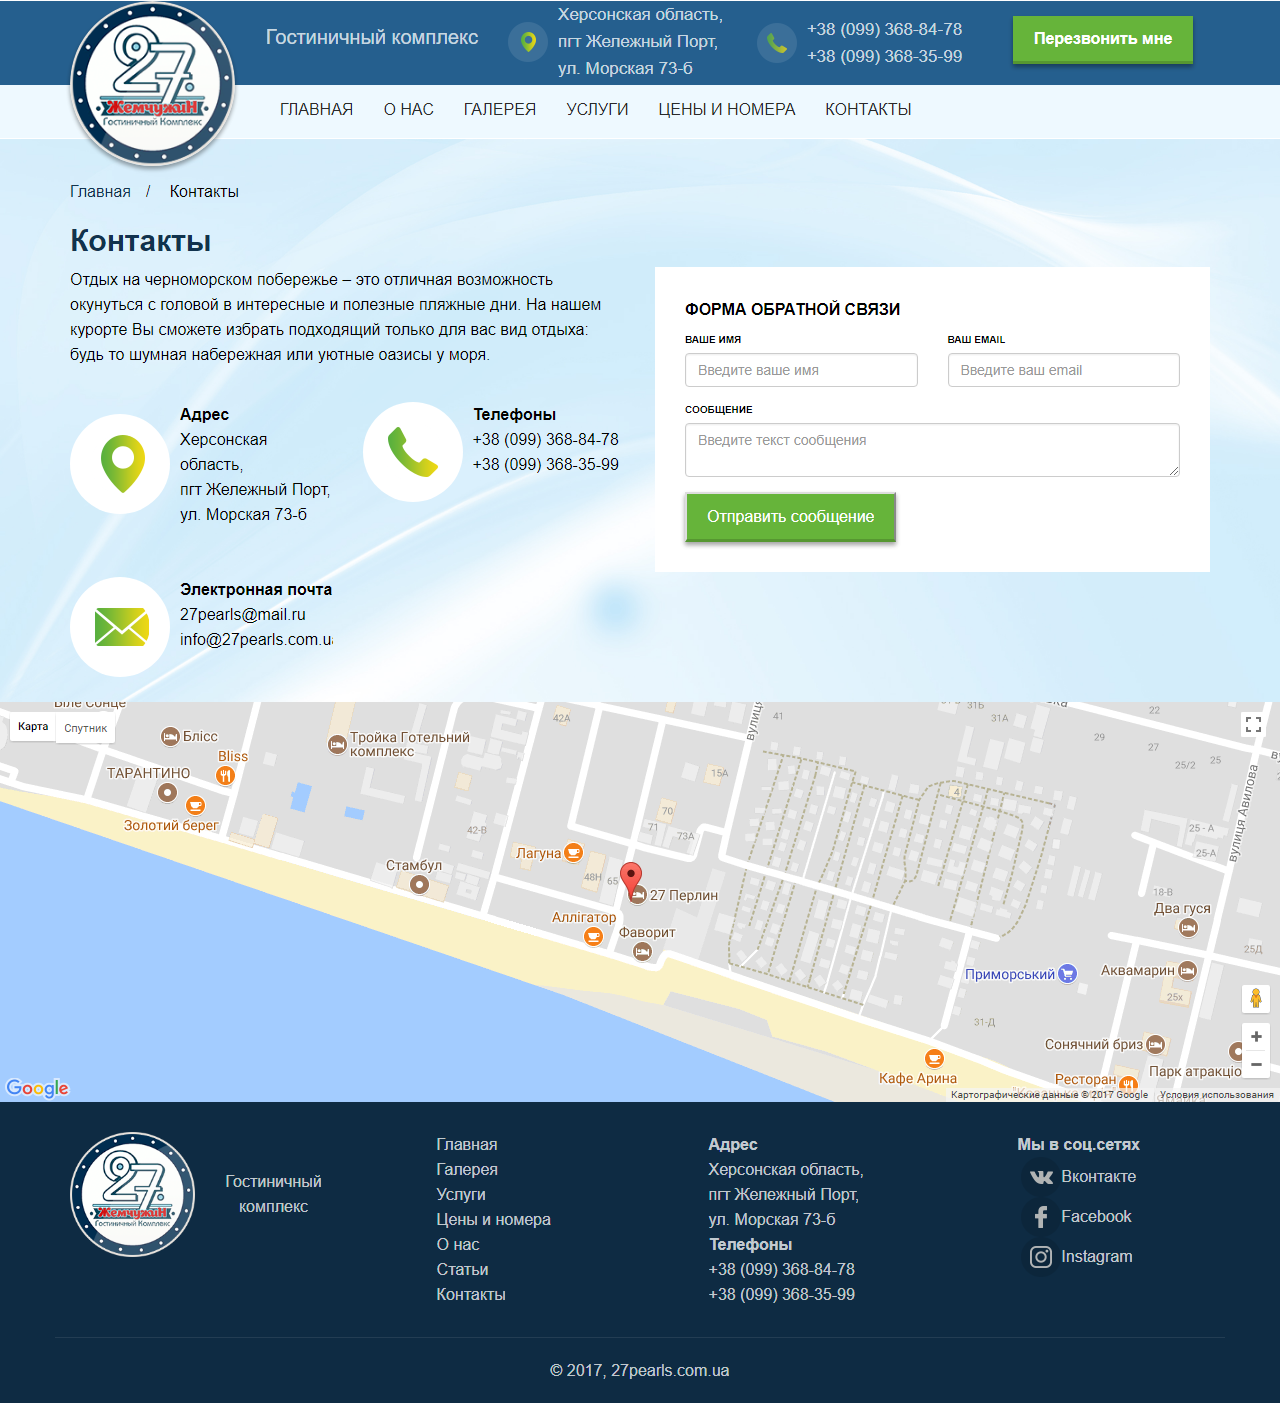 27
ЖемчужиН
Гостиничный Комплекс
Гостиничный комплекс
Херсонская область,
пгт Жележный Порт,
ул. Морская 73-б
+38 (099) 368-84-78
+38 (099) 368-35-99
Перезвонить мне
ГЛАВНАЯ
О НАС
ГАЛЕРЕЯ
УСЛУГИ
ЦЕНЫ И НОМЕРА
КОНТАКТЫ
Главная / Контакты
Контакты
Отдых на черноморском побережье – это отличная возможность
окунуться с головой в интересные и полезные пляжные дни. На нашем
курорте Вы сможете избрать подходящий только для вас вид отдыха:
будь то шумная набережная или уютные оазисы у моря.
Адрес
Херсонская
область,
пгт Жележный Порт,
ул. Морская 73-б
Телефоны
+38 (099) 368-84-78
+38 (099) 368-35-99
Электронная почта
27pearls@mail.ru
info@27pearls.com.ua
ФОРМА ОБРАТНОЙ СВЯЗИ
ВАШЕ ИМЯ
ВАШ EMAIL
Введите ваше имя
Введите ваш email
СООБЩЕНИЕ
Введите текст сообщения
Отправить сообщение
Біле Сонце
Карта
Спутник
Блісс
Bliss
ТАРАНТИНО
Золотий берег
Тройка Готельний
комплекс
42А
41
31Б
31А
22
29
27
25/2
25
вулиця
15А
70
71
73А
42-В
4
25 - А
25-А
вулиця Авилова
Лагуна
Стамбул
48Н
65
27 Перлин
Аллігатор
Фаворит
18-В
Два гуся
25Д
Приморський
Аквамарин
25х
31-Д
Сонячний бриз
Кафе Арина
Ресторан
Парк атракціо
Google
Картографические данные © 2017 Google
Условия использования
27
ЖемчужиН
Гостиничный Комплекс
Гостиничный
комплекс
Главная
Галерея
Услуги
Цены и номера
О нас
Статьи
Контакты
Адрес
Херсонская область,
пгт Жележный Порт,
ул. Морская 73-б
Телефоны
+38 (099) 368-84-78
+38 (099) 368-35-99
Мы в соц.сетях
Вконтакте
Facebook
Instagram
© 2017, 27pearls.com.ua